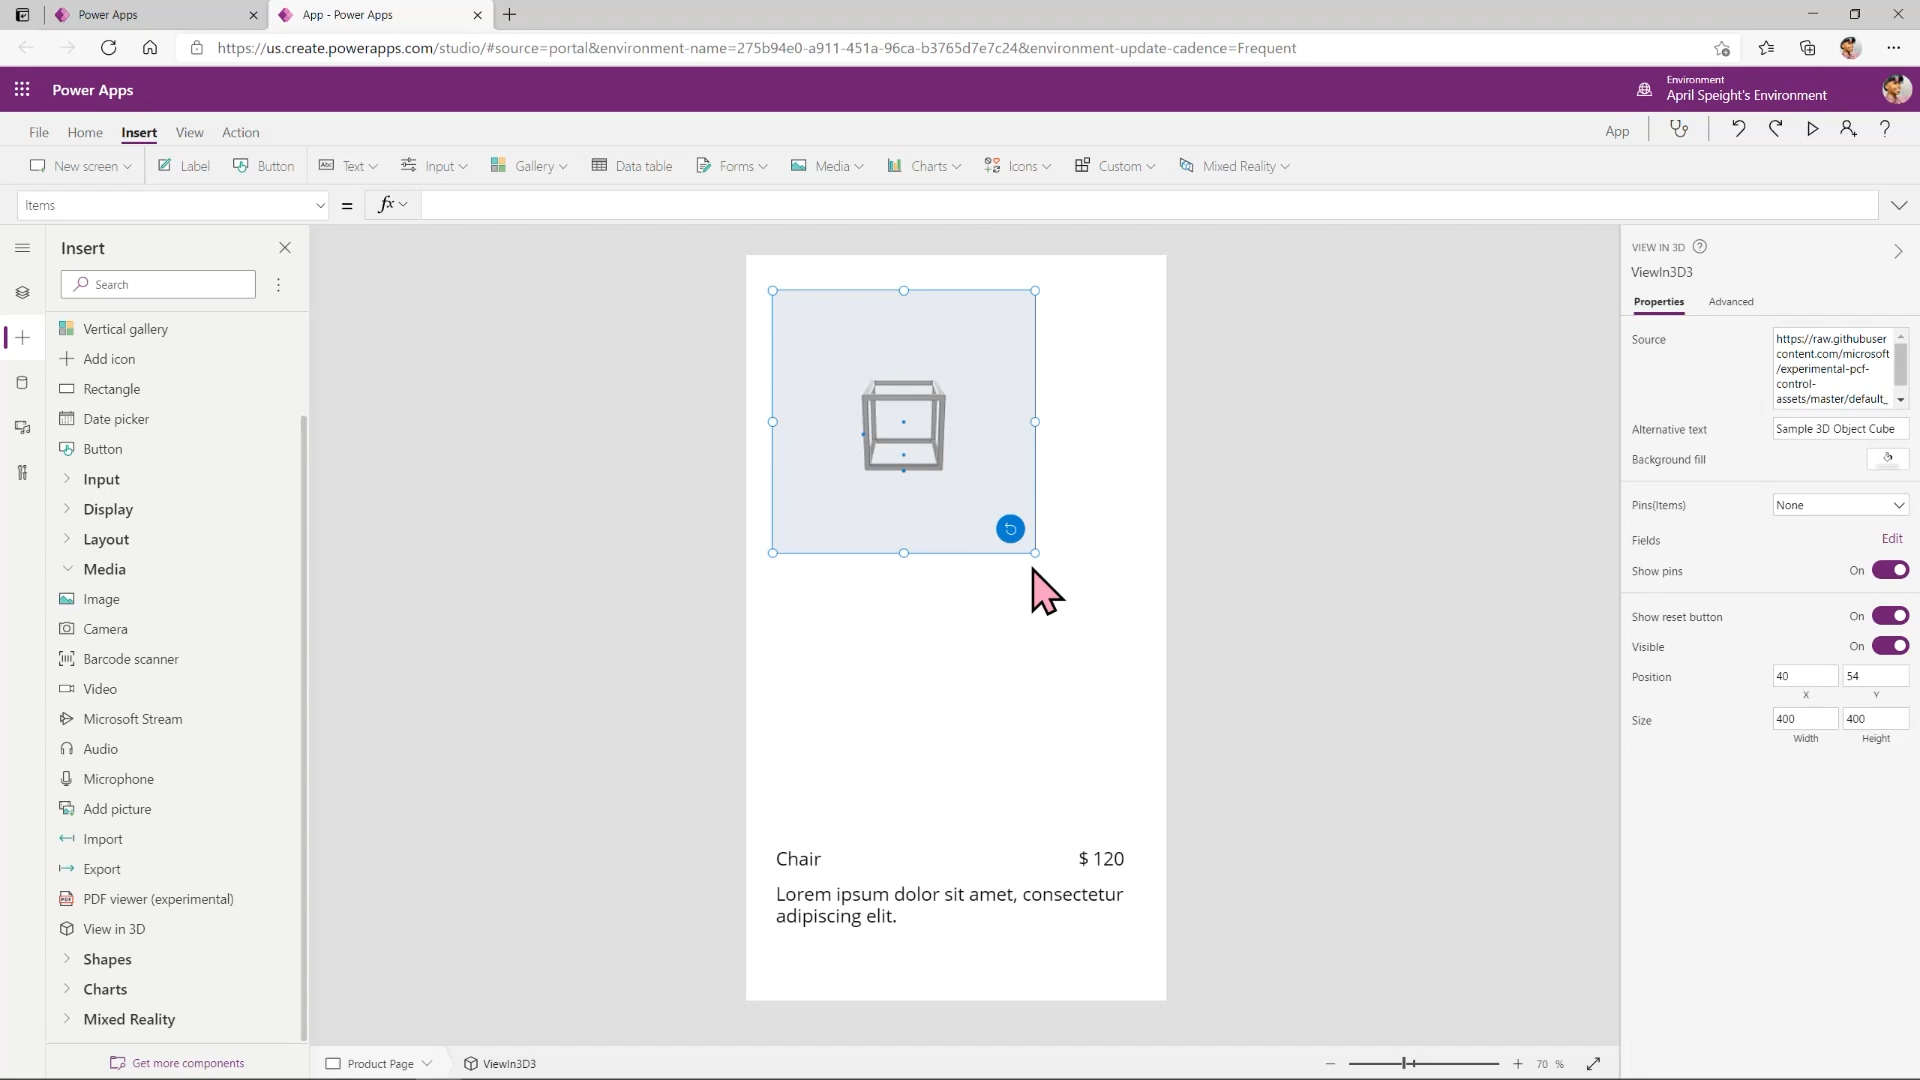 Power Apps
App - Power Apps
https://us.create.powerapps.com/studio/#source=portal&environment-name=275b94e0-a911-451a-96ca-b3765d7e7c24&environment-update-cadence=Frequent
Power Apps
Environment
April Speight's Environment
File Home Insert View Action
App
New screen Label Button Text Input Gallery Data table Forms Media Charts Icons Custom Mixed Reality
Items = fx
Insert
Search
Vertical gallery
Add icon
Rectangle
Date picker
Button
Input
Display
Layout
Media
Image
Camera
Barcode scanner
Video
Microsoft Stream
Audio
Microphone
Add picture
Import
Export
PDF viewer (experimental)
View in 3D
Shapes
Charts
Mixed Reality
Get more components
Chair $ 120
Lorem ipsum dolor sit amet, consectetur
adipiscing elit.
Product Page
ViewIn3D3
70 %
VIEW IN 3D
ViewIn3D3
Properties Advanced
Source
https://raw.githubuser
content.com/microsoft
/experimental-pcf-
control-
assets/master/default_
Alternative text Sample 3D Object Cube
Background fill
Pins(Items) None
Fields Edit
Show pins On
Show reset button On
Visible On
Position 40 54
X Y
Size 400 400
Width Height